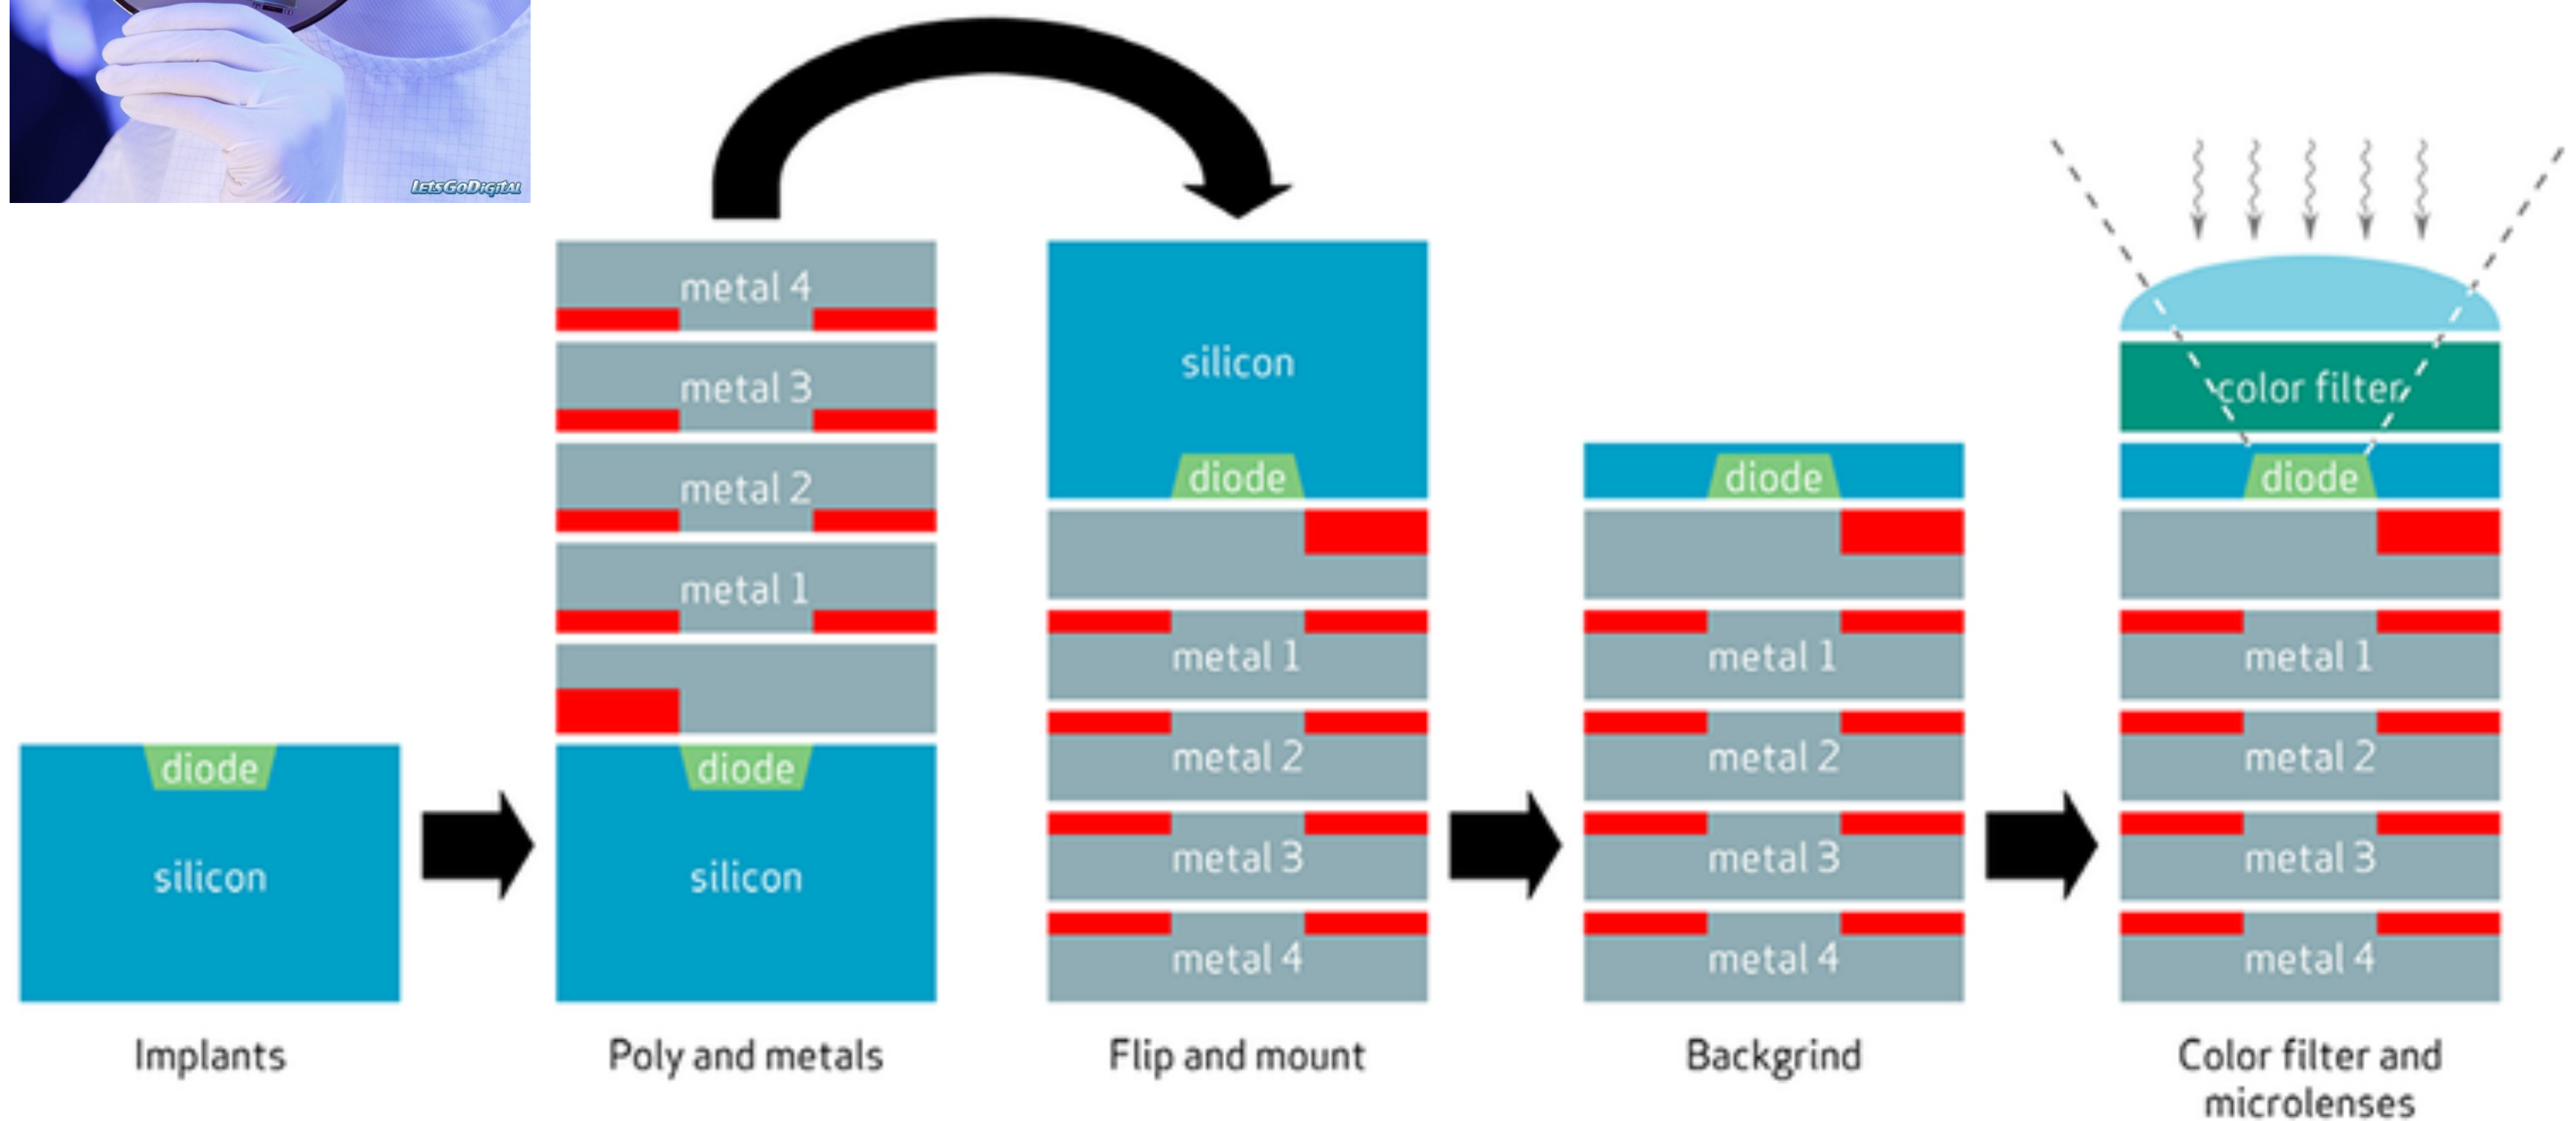 LETSGODIGITAL
metal 4
metal 3
metal 2
metal 1
diode
silicon
silicon
diode
metal 1
metal 2
metal 3
metal 4
diode
metal 1
metal 2
metal 3
metal 4
color filter
diode
metal 1
metal 2
metal 3
metal 4
diode
silicon
Implants
Poly and metals
Flip and mount
Backgrind
Color filter and
microlenses